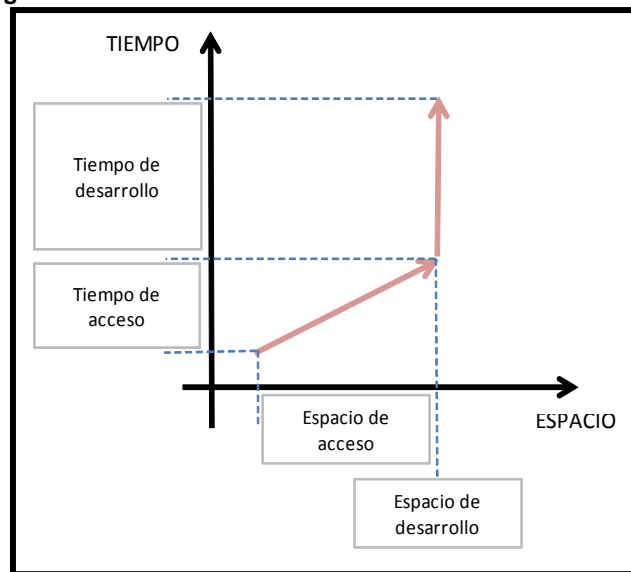 TIEMPO
Tiempo de
desarrollo
Tiempo de
acceso
Espacio de
acceso
ESPACIO
Espacio de
desarrollo